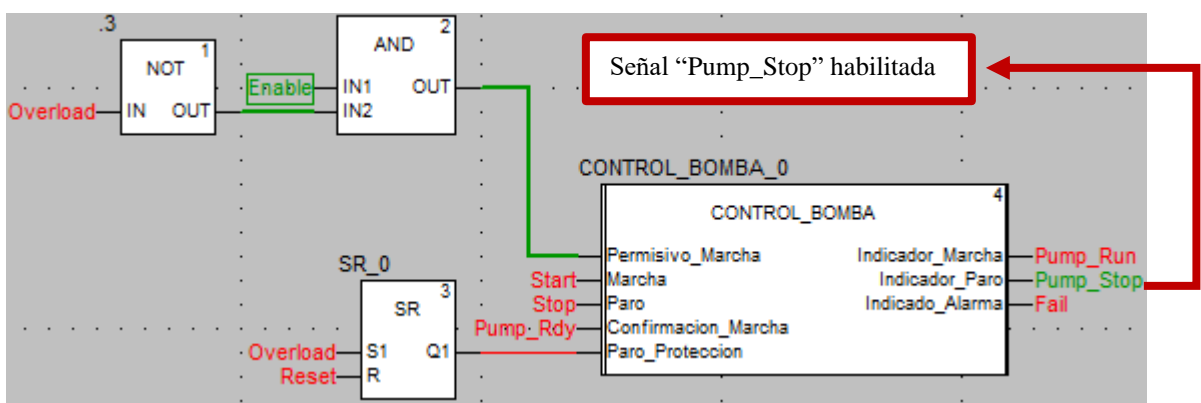 .3
1
NOT
IN OUT
Overload
2
AND
Enable
IN1 OUT
IN2
Señal “Pump_Stop” habilitada
CONTROL_BOMBA_0
4
CONTROL_BOMBA
Permisivo_Marcha Indicador_Marcha Pump_Run
Start Marcha Indicador_Paro Pump_Stop
Stop Paro Indicado_Alarma Fail
Pump_Rdy Confirmacion_Marcha
Paro_Proteccion
SR_0
3
SR
Overload S1 Q1
Reset R